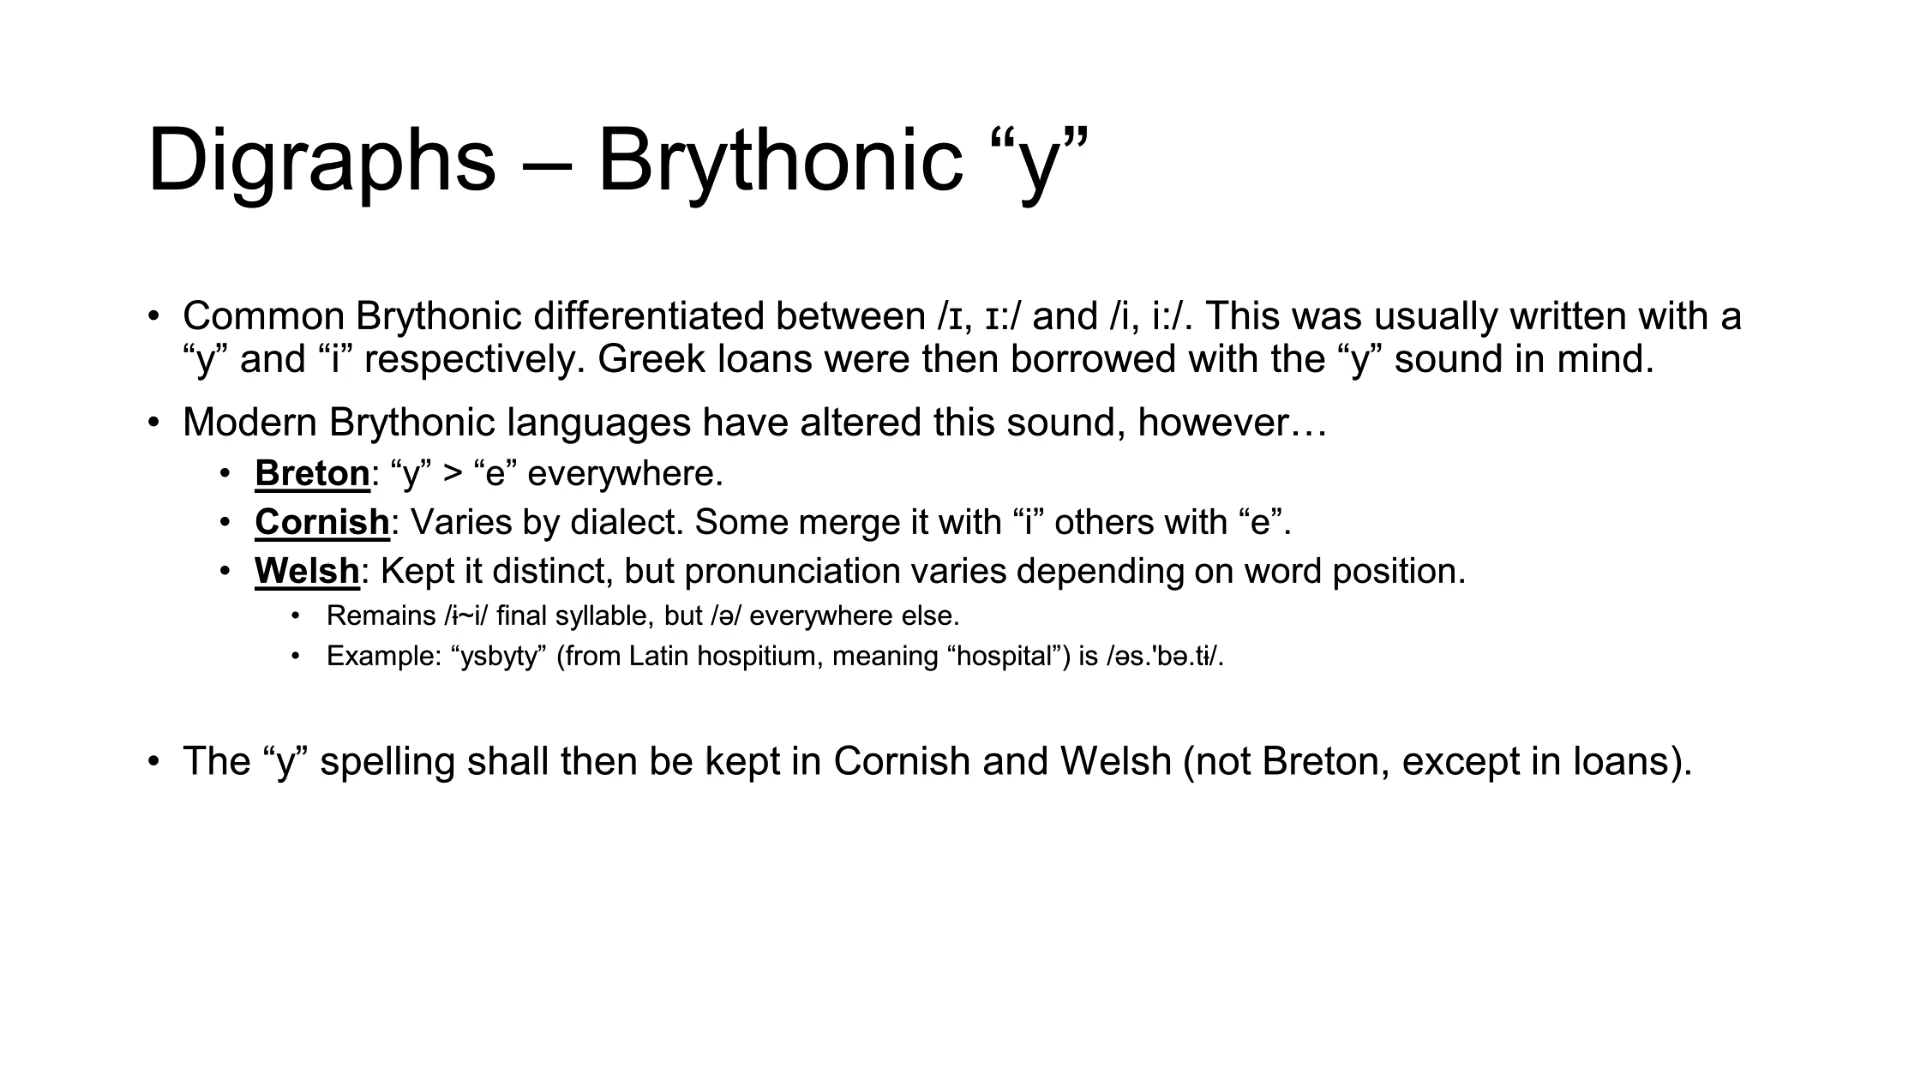 Digraphs – Brythonic “y”
• Common Brythonic differentiated between /ɪ, ɪ:/ and /i, i:/. This was usually written with a
“y” and “i” respectively. Greek loans were then borrowed with the “y” sound in mind.
• Modern Brythonic languages have altered this sound, however…
• Breton: “y” > “e” everywhere.
• Cornish: Varies by dialect. Some merge it with “i” others with “e”.
• Welsh: Kept it distinct, but pronunciation varies depending on word position.
• Remains /ɨ~i/ final syllable, but /ə/ everywhere else.
• Example: “ysbyty” (from Latin hospitium, meaning “hospital”) is /əs.'bə.tɨ/.
• The “y” spelling shall then be kept in Cornish and Welsh (not Breton, except in loans).